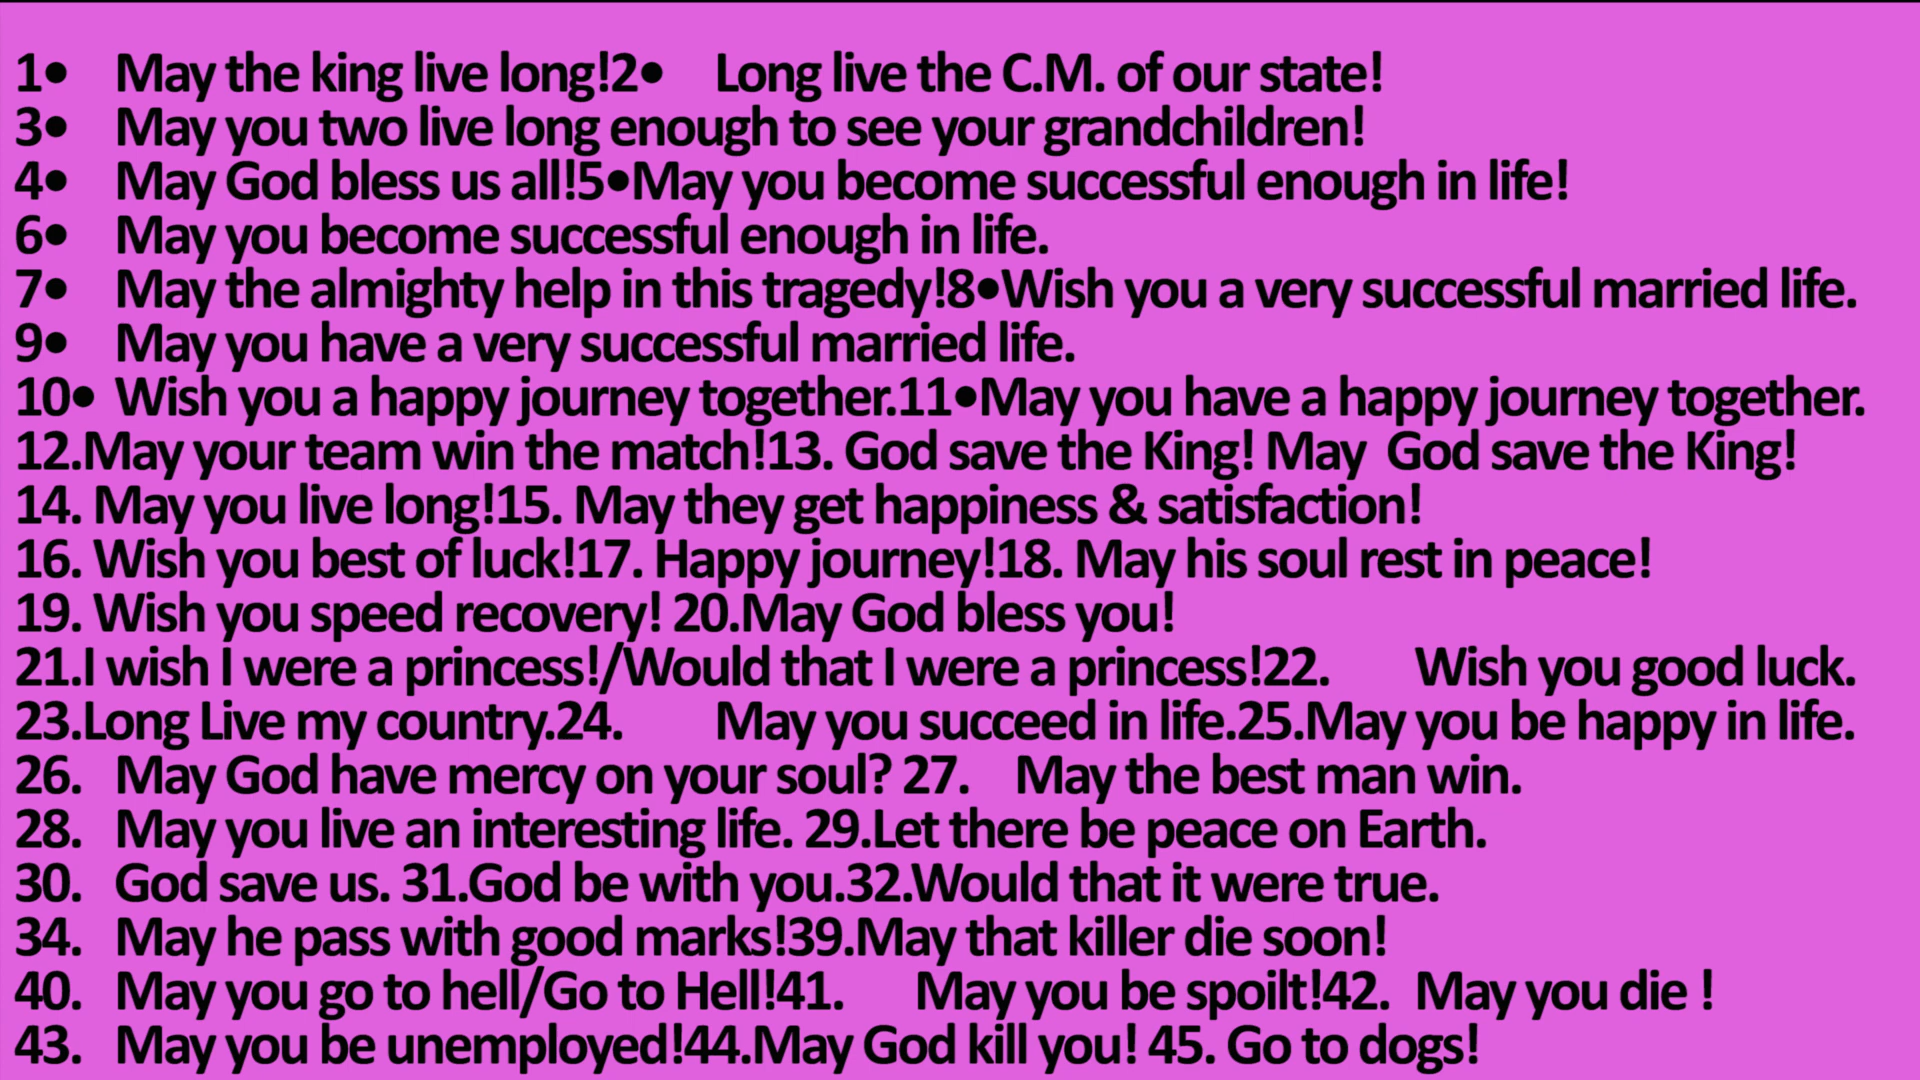 1• May the king live long!2• Long live the C.M. of our state!
3• May you two live long enough to see your grandchildren!
4• May God bless us all!5•May you become successful enough in life!
6• May you become successful enough in life.
7• May the almighty help in this tragedy!8•Wish you a very successful married life.
9• May you have a very successful married life.
10• Wish you a happy journey together.11•May you have a happy journey together.
12.May your team win the match!13. God save the King! May God save the King!
14. May you live long!15. May they get happiness & satisfaction!
16. Wish you best of luck!17. Happy journey!18. May his soul rest in peace!
19. Wish you speed recovery! 20.May God bless you!
21.I wish I were a princess!/Would that I were a princess!22. Wish you good luck.
23.Long Live my country.24. May you succeed in life.25.May you be happy in life.
26. May God have mercy on your soul? 27. May the best man win.
28. May you live an interesting life. 29.Let there be peace on Earth.
30. God save us. 31.God be with you.32.Would that it were true.
34. May he pass with good marks!39.May that killer die soon!
40. May you go to hell/Go to Hell!41. May you be spoilt!42. May you die !
43. May you be unemployed!44.May God kill you! 45. Go to dogs!